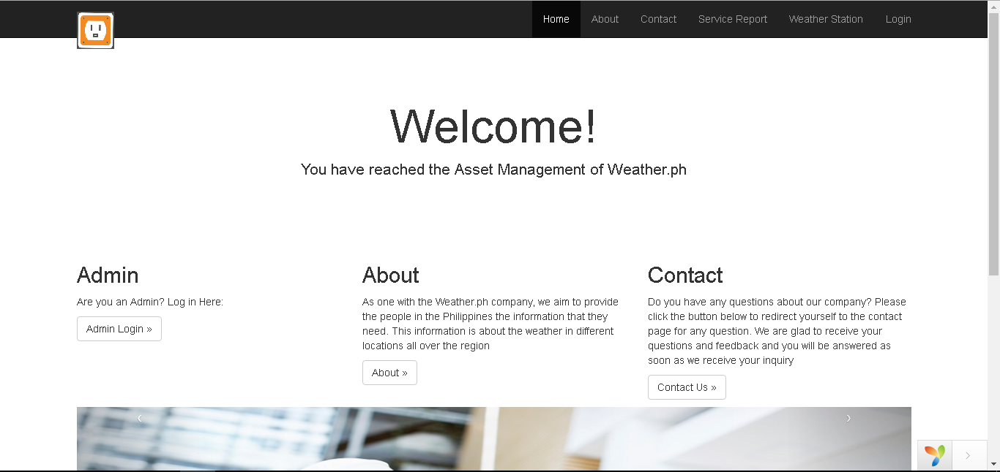 Home About Contact Service Report Weather Station Login
Welcome!
You have reached the Asset Management of Weather.ph
Admin
Are you an Admin? Log in Here:
Admin Login »
About
As one with the Weather.ph company, we aim to provide
the people in the Philippines the information that they
need. This information is about the weather in different
locations all over the region
About »
Contact
Do you have any questions about our company? Please
click the button below to redirect yourself to the contact
page for any question. We are glad to receive your
questions and feedback and you will be answered as
soon as we receive your inquiry
Contact Us »